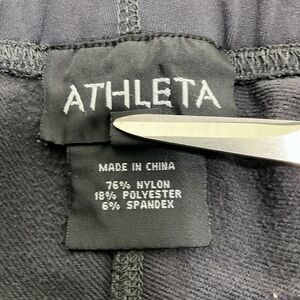 ATHLETA
MADE IN CHINA
76% NYLON
18% POLYESTER
6% SPANDEX